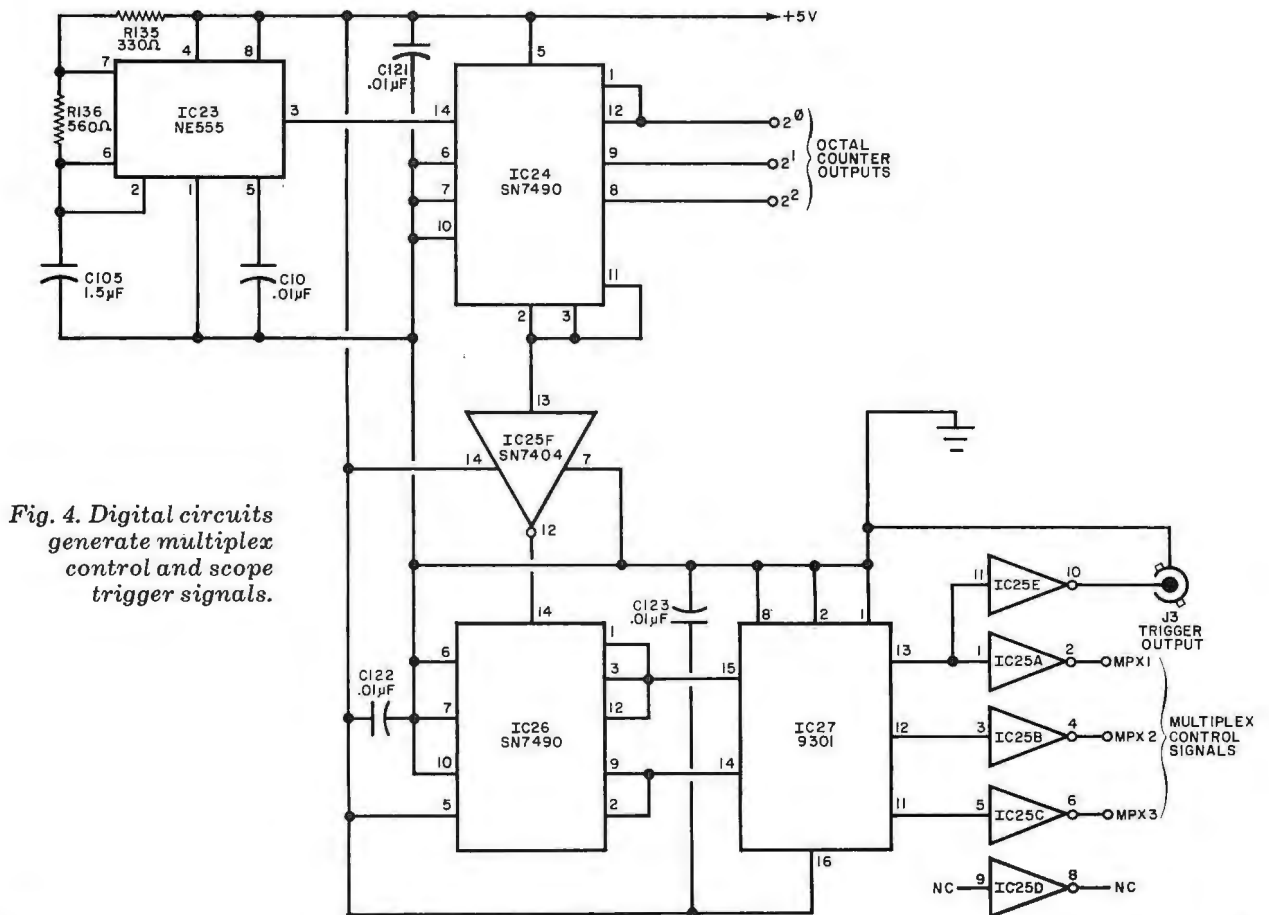 +5V
R135
330Ω
4
8
C121
.01µF
5
7
R136
560Ω
6
IC23
NE555
3
2
1
5
14
6
7
10
IC24
SN7490
1
12
9
8
11
2
3
2⁰
2¹
2²
OCTAL
COUNTER
OUTPUTS
C105
1.5µF
C10
.01µF
13
IC25F
SN7404
14
7
12
Fig. 4. Digital circuits
generate multiplex
control and scope
trigger signals.
C122
.01µF
14
6
7
10
5
IC26
SN7490
1
3
12
9
2
C123
.01µF
8
2
1
15
14
IC27
9301
13
12
11
16
11
IC25E
10
J3
TRIGGER
OUTPUT
1
IC25A
2
MPX1
3
IC25B
4
MPX2
5
IC25C
6
MPX3
MULTIPLEX
CONTROL
SIGNALS
NC
9
IC25D
8
NC